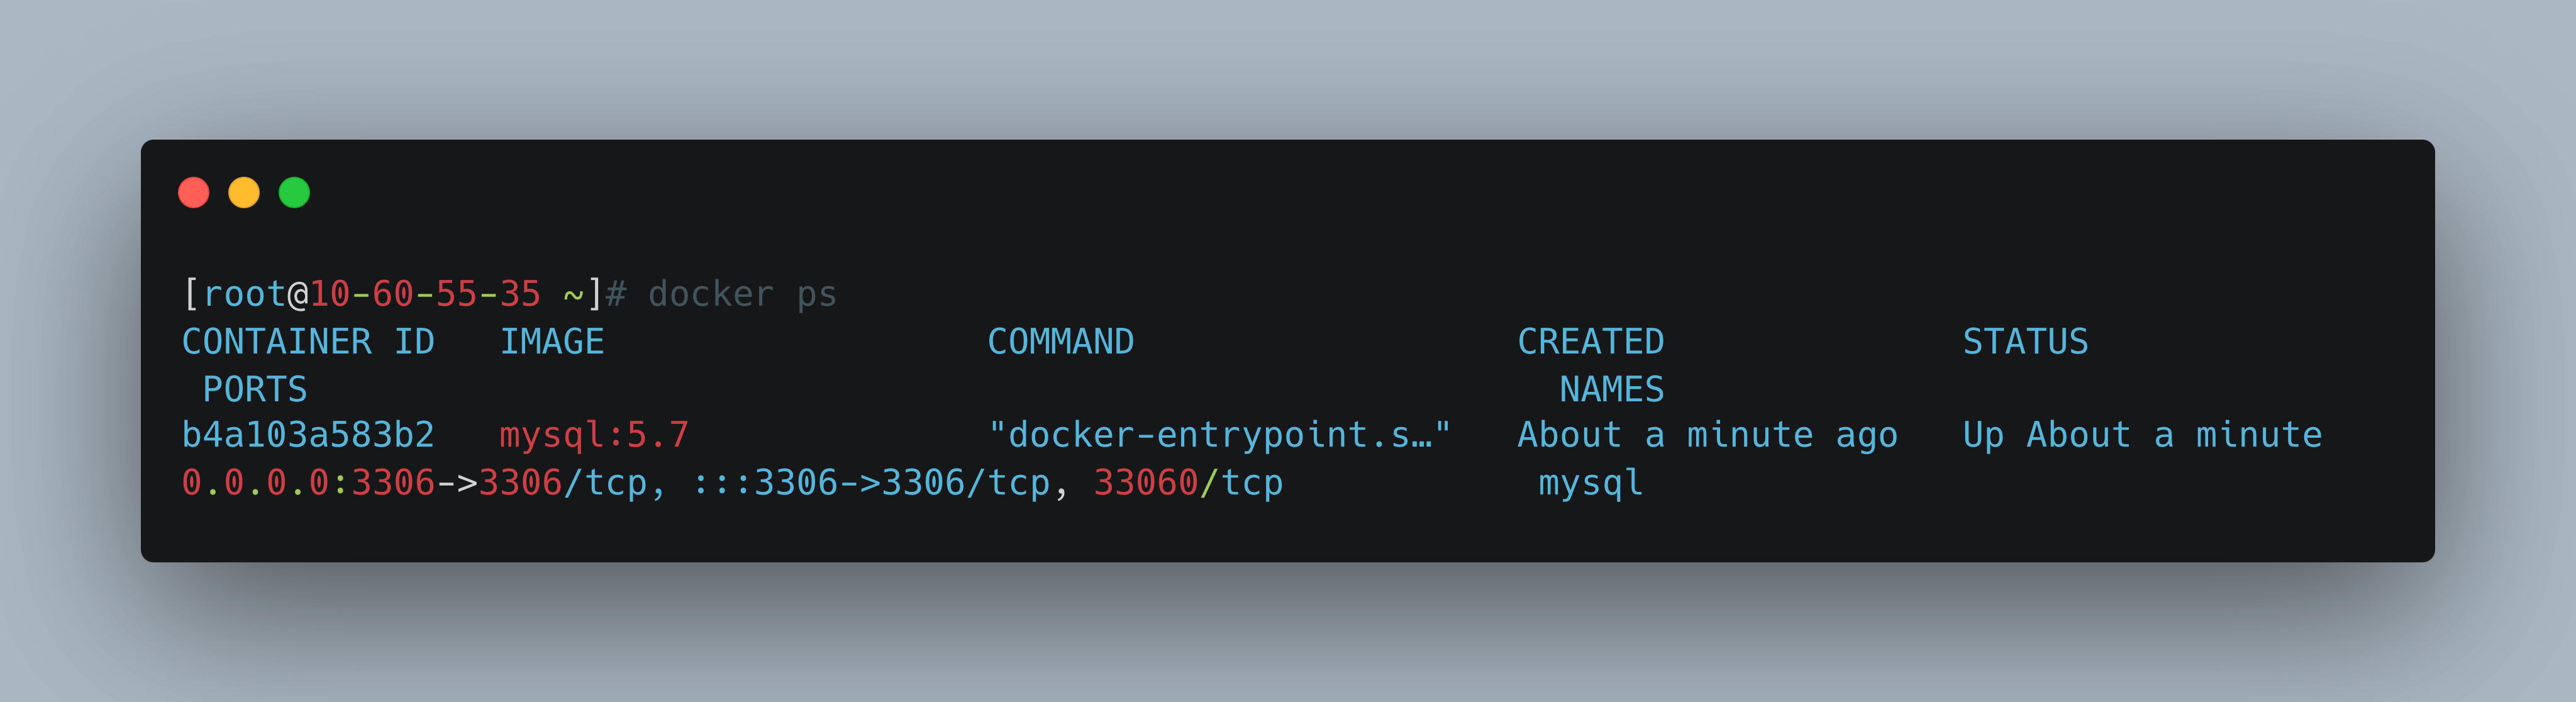 [root@10-60-55-35 ~]# docker ps
CONTAINER ID   IMAGE                  COMMAND                  CREATED              STATUS
 PORTS                                                           NAMES
b4a103a583b2   mysql:5.7              "docker-entrypoint.s…"   About a minute ago   Up About a minute
0.0.0.0:3306->3306/tcp, :::3306->3306/tcp, 33060/tcp            mysql